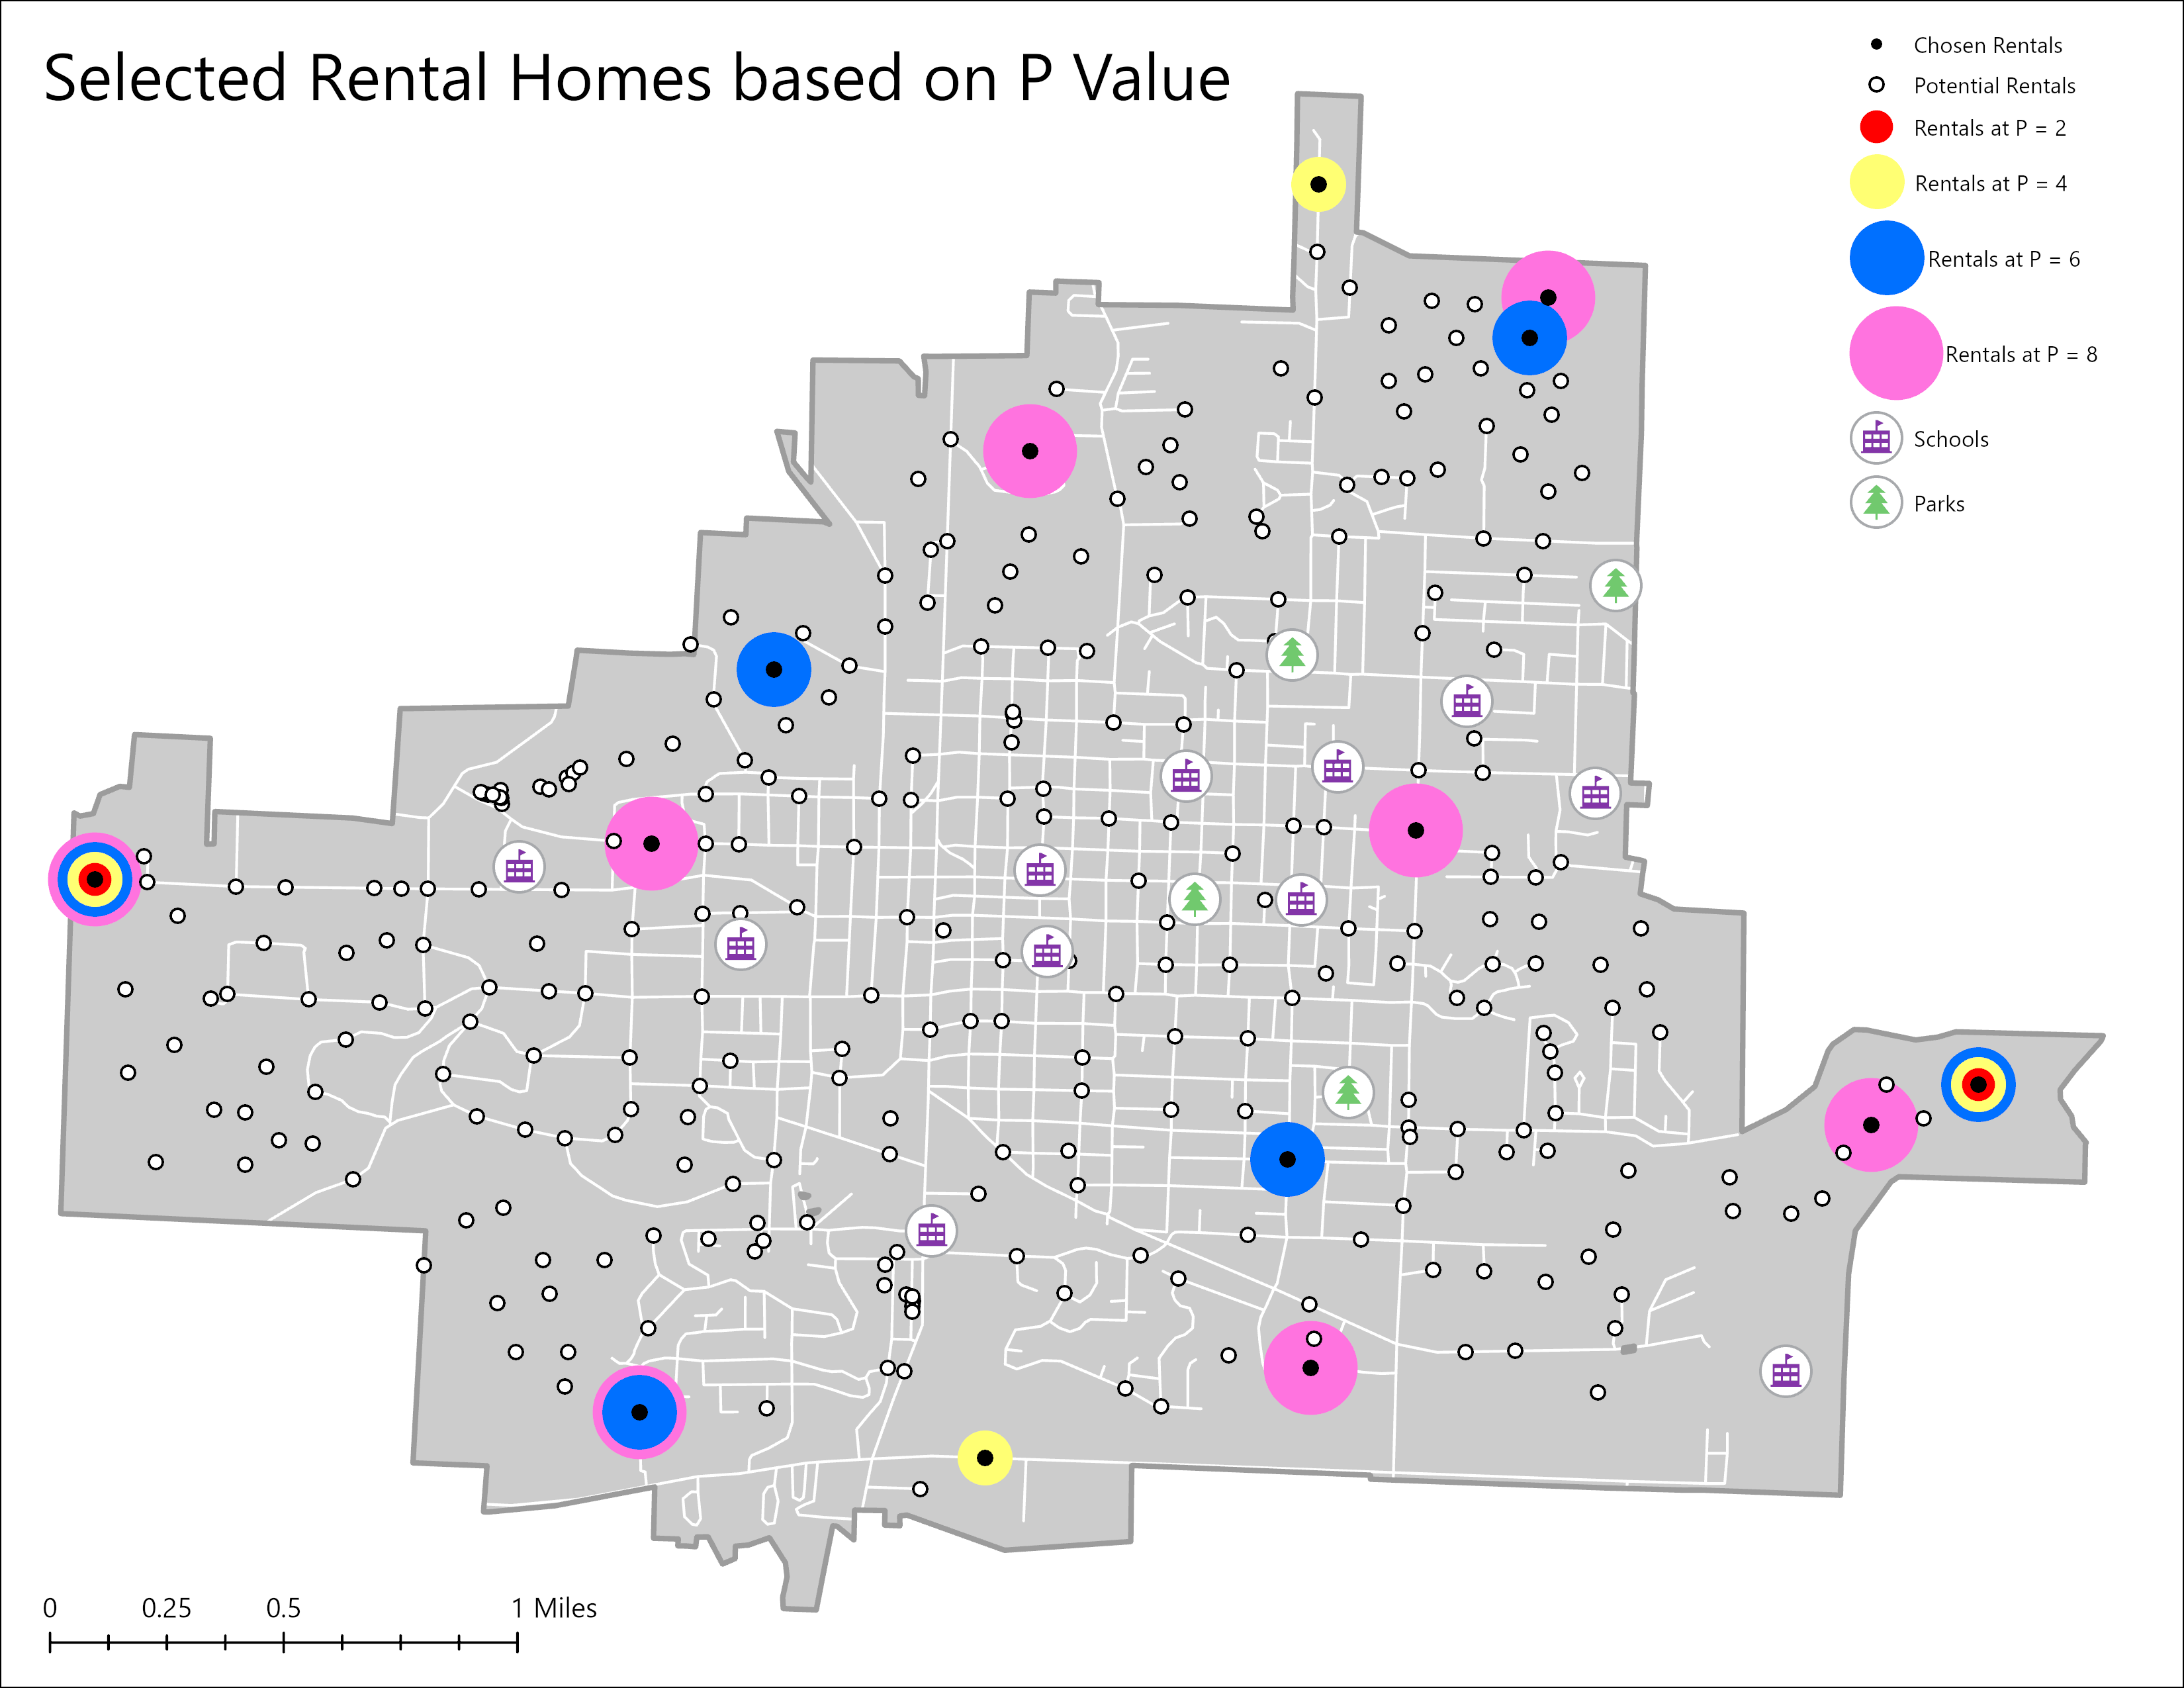 Selected Rental Homes based on P Value
Chosen Rentals
Potential Rentals
Rentals at P = 2
Rentals at P = 4
Rentals at P = 6
Rentals at P = 8
Schools
Parks
0 0.25 0.5 1 Miles